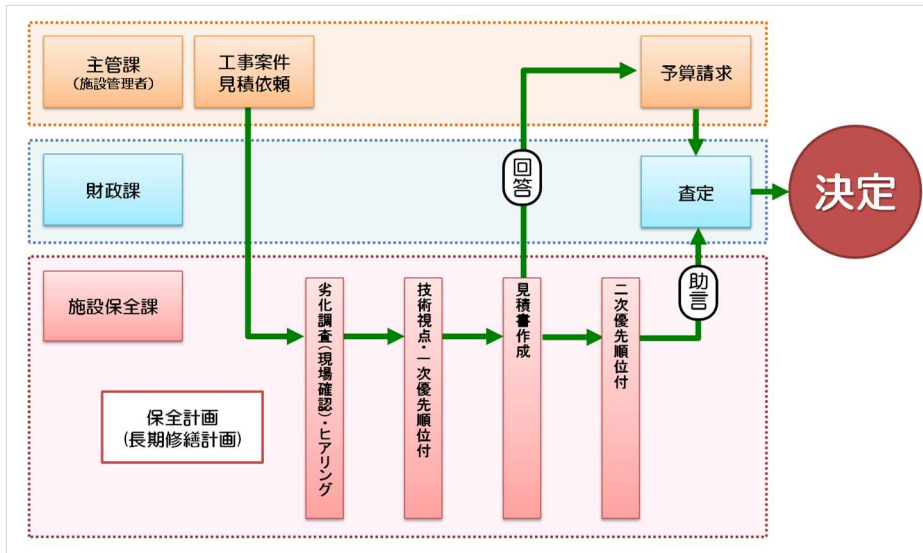 主管課
(施設管理者)
工事案件
見積依頼
予算請求
回答
財政課
査定
決定
助言
施設保全課
劣化調査(現場確認)・ヒアリング
技術視点・一次優先順位付
見積書作成
二次優先順位付
保全計画
(長期修繕計画)